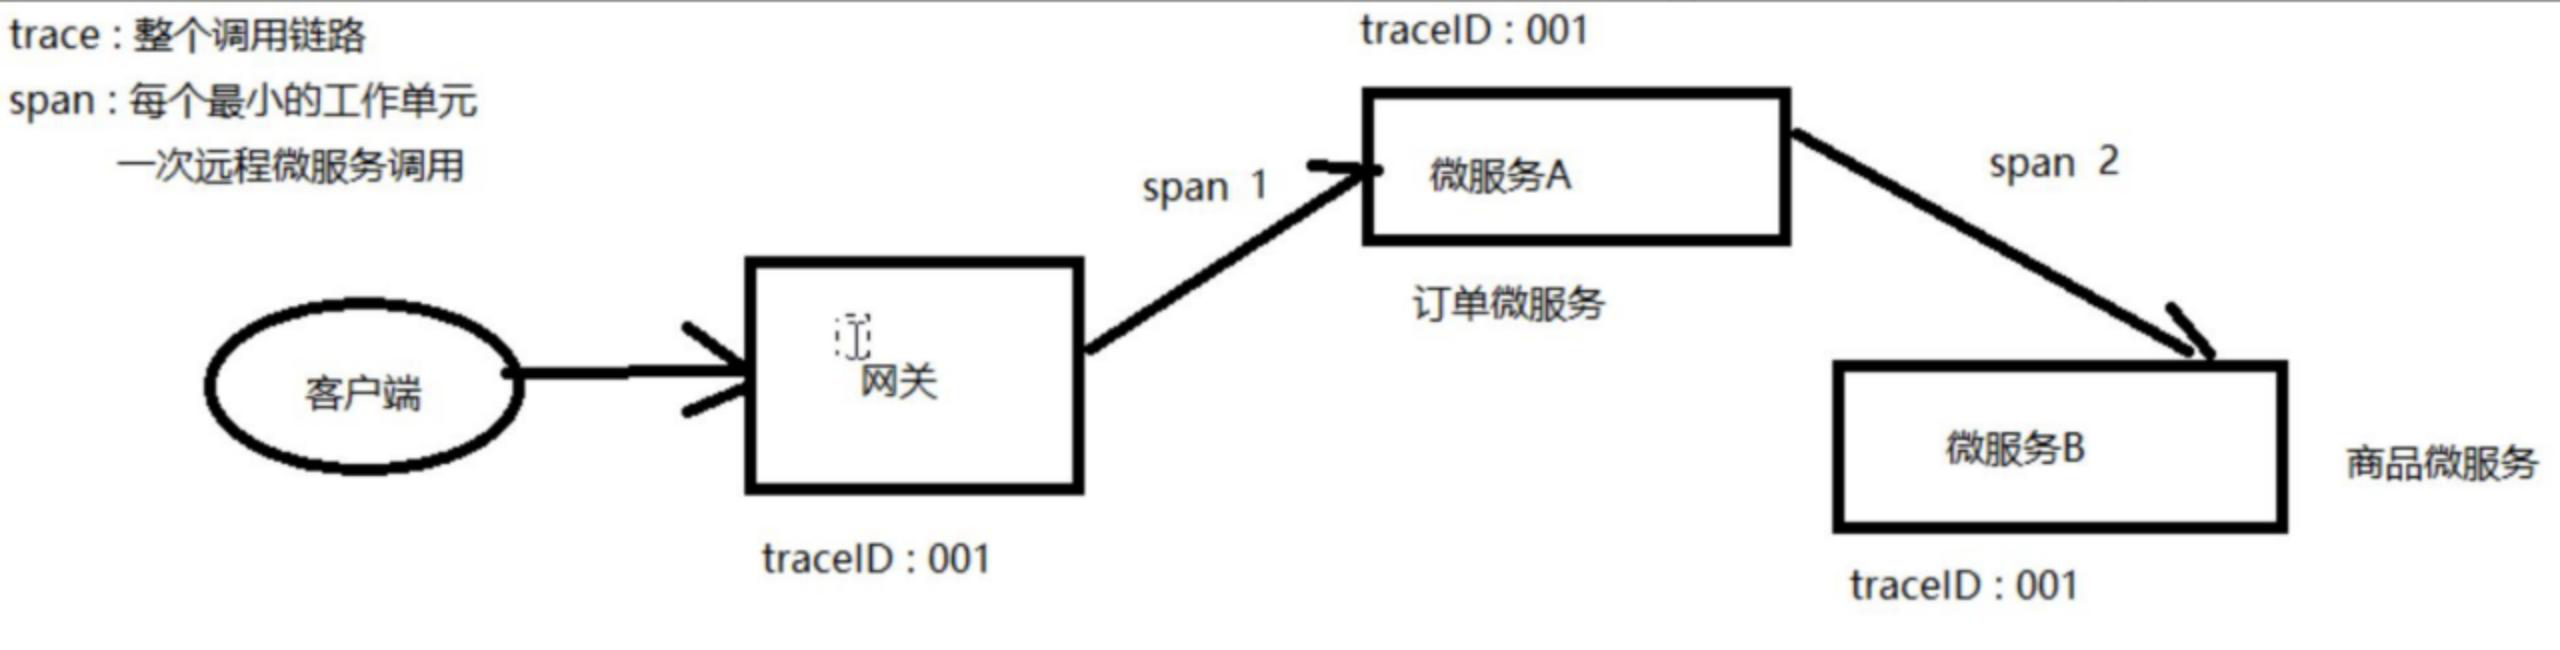 trace : 整个调用链路
span : 每个最小的工作单元
一次远程微服务调用
traceID : 001
span 1
微服务A
span 2
订单微服务
客户端
网关
微服务B
商品微服务
traceID : 001
traceID : 001